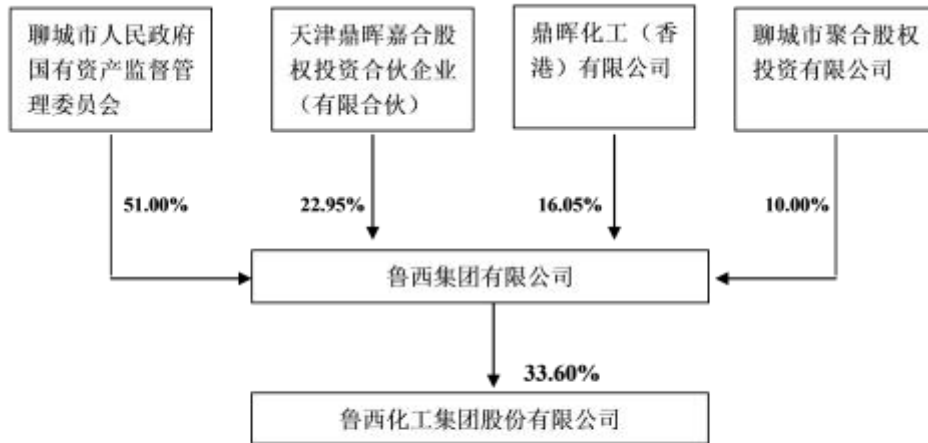 聊城市人民政府
国有资产监督管
理委员会
天津鼎晖嘉合股
权投资合伙企业
（有限合伙）
鼎晖化工（香
港）有限公司
聊城市聚合股权
投资有限公司
51.00%
22.95%
16.05%
10.00%
鲁西集团有限公司
33.60%
鲁西化工集团股份有限公司